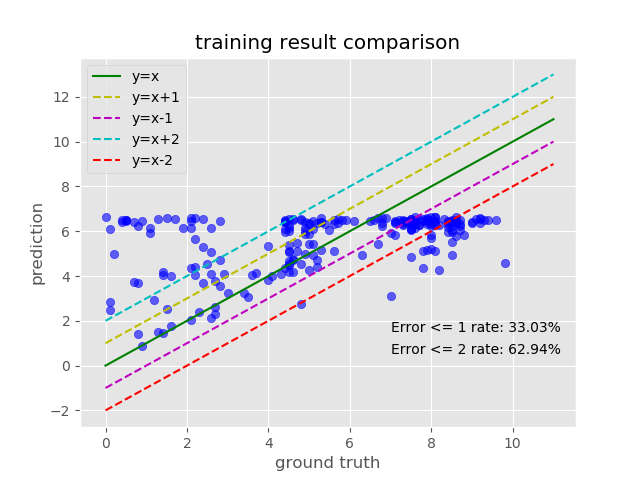 training result comparison
y=x
y=x+1
y=x-1
y=x+2
y=x-2
12
10
8
6
4
2
0
−2
prediction
Error <= 1 rate: 33.03%
Error <= 2 rate: 62.94%
0 2 4 6 8 10
ground truth